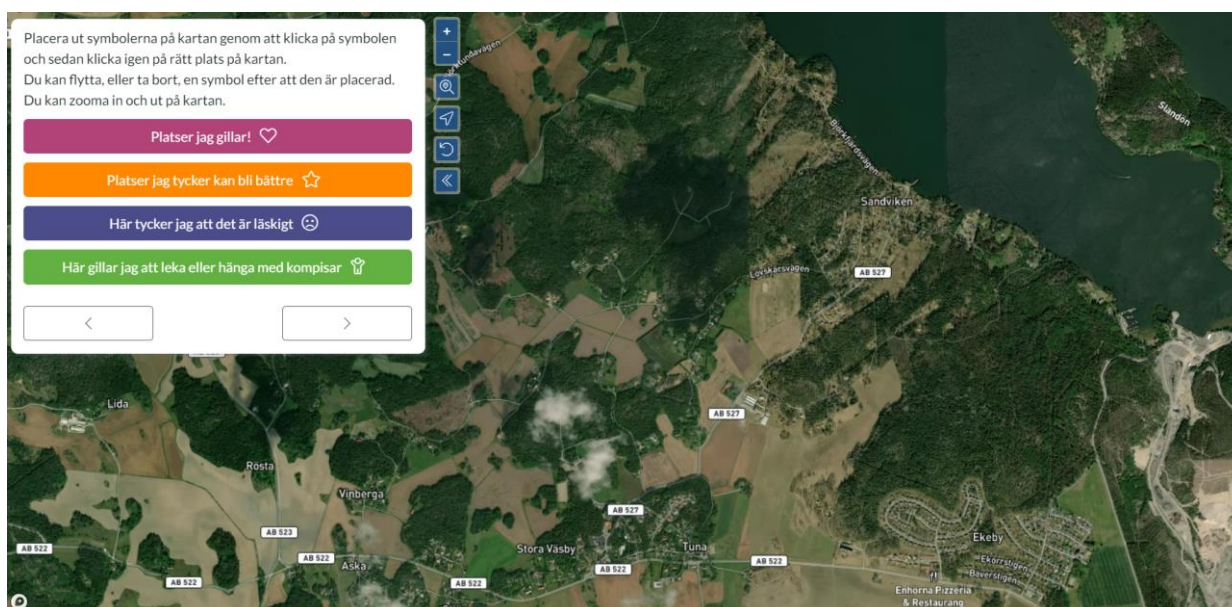 Placera ut symbolerna på kartan genom att klicka på symbolen
och sedan klicka igen på rätt plats på kartan.
Du kan flytta, eller ta bort, en symbol efter att den är placerad.
Du kan zooma in och ut på kartan.
Platser jag gillar!
Platser jag tycker kan bli bättre
Här tycker jag att det är läskigt
Här gillar jag att leka eller hänga med kompisar
Slandön
Björkfjärdsvägen
Sandviken
Lövskärsvägen
AB 527
Lida
AB 527
Rösta
Vinberga
AB 527
AB 523
Ekeby
AB 522
AB 522
Stora Väsby
Tuna
AB 522
AB 522
Aska
Ekorrstigen
AB 522
AB 522
Bäverstigen
Enhörna Pizzeria
& Restaurang